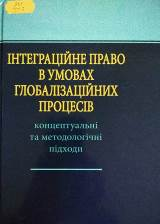 ІНТЕГРАЦІЙНЕ ПРАВО
В УМОВАХ
ГЛОБАЛІЗАЦІЙНИХ
ПРОЦЕСІВ
концептуальні
та методологічні
підходи